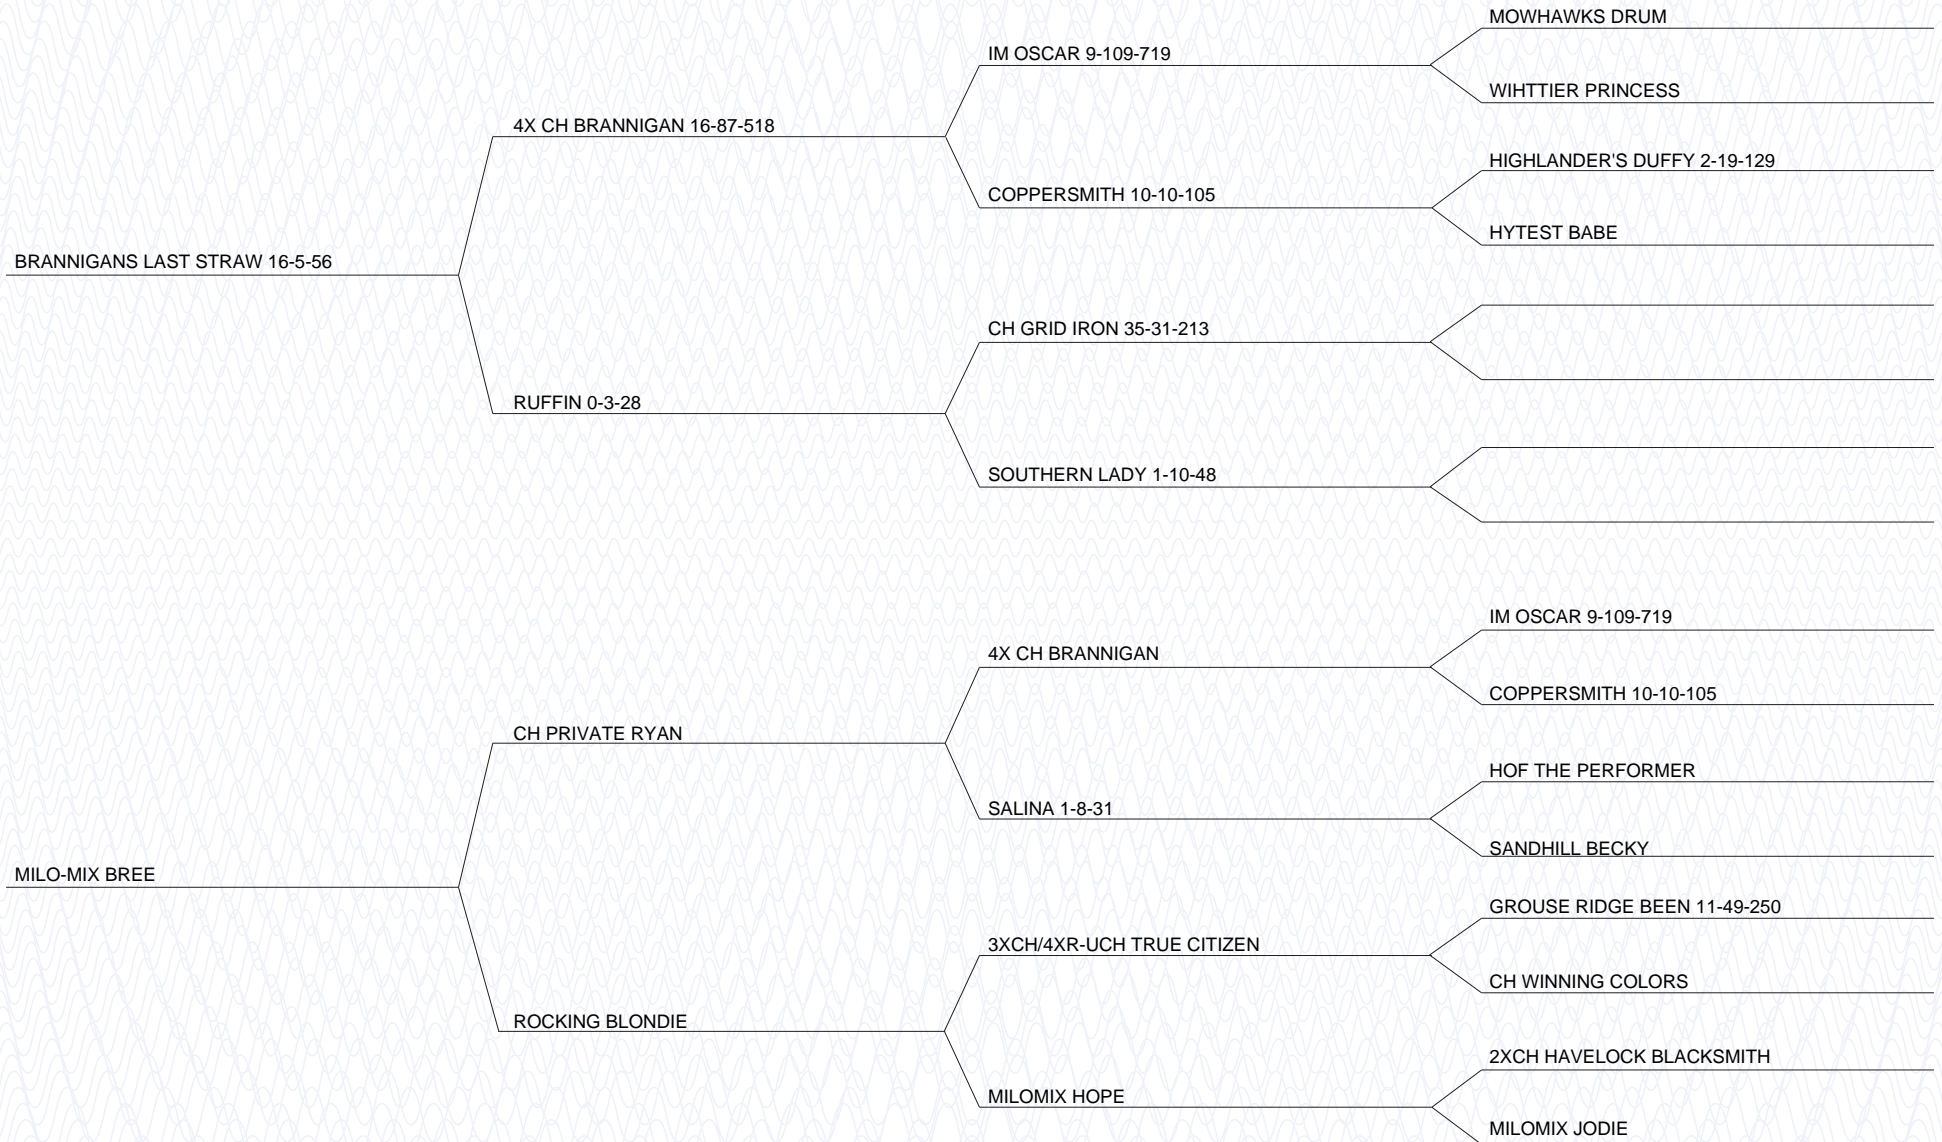 MOWHAWKS DRUM
IM OSCAR 9-109-719
WIHTTIER PRINCESS
4X CH BRANNIGAN 16-87-518
HIGHLANDER'S DUFFY 2-19-129
COPPERSMITH 10-10-105
HYTEST BABE
BRANNIGANS LAST STRAW 16-5-56
CH GRID IRON 35-31-213
RUFFIN 0-3-28
SOUTHERN LADY 1-10-48
IM OSCAR 9-109-719
4X CH BRANNIGAN
COPPERSMITH 10-10-105
CH PRIVATE RYAN
HOF THE PERFORMER
SALINA 1-8-31
SANDHILL BECKY
MILO-MIX BREE
GROUSE RIDGE BEEN 11-49-250
3XCH/4XR-UCH TRUE CITIZEN
CH WINNING COLORS
ROCKING BLONDIE
2XCH HAVELOCK BLACKSMITH
MILOMIX HOPE
MILOMIX JODIE